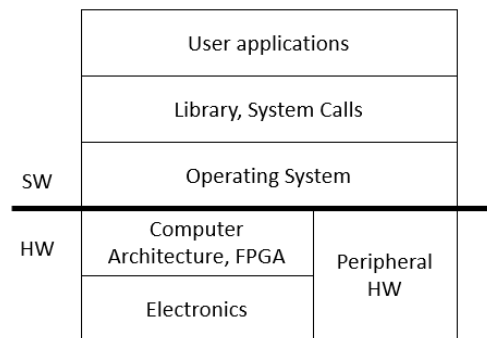 User applications
Library, System Calls
Operating System
SW
HW
Computer
Architecture, FPGA
Peripheral
HW
Electronics